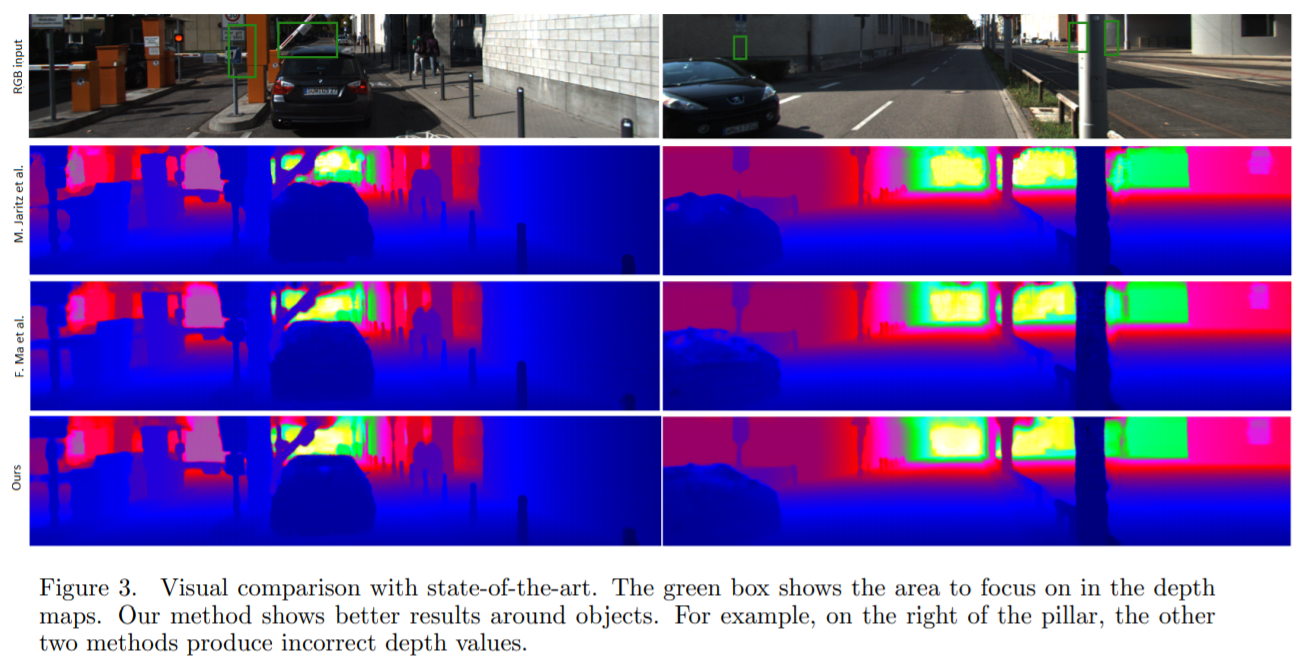 RGB input
M. Jaritz et al.
F. Ma et al.
Ours
Figure 3. Visual comparison with state-of-the-art. The green box shows the area to focus on in the depth
maps. Our method shows better results around objects. For example, on the right of the pillar, the other
two methods produce incorrect depth values.